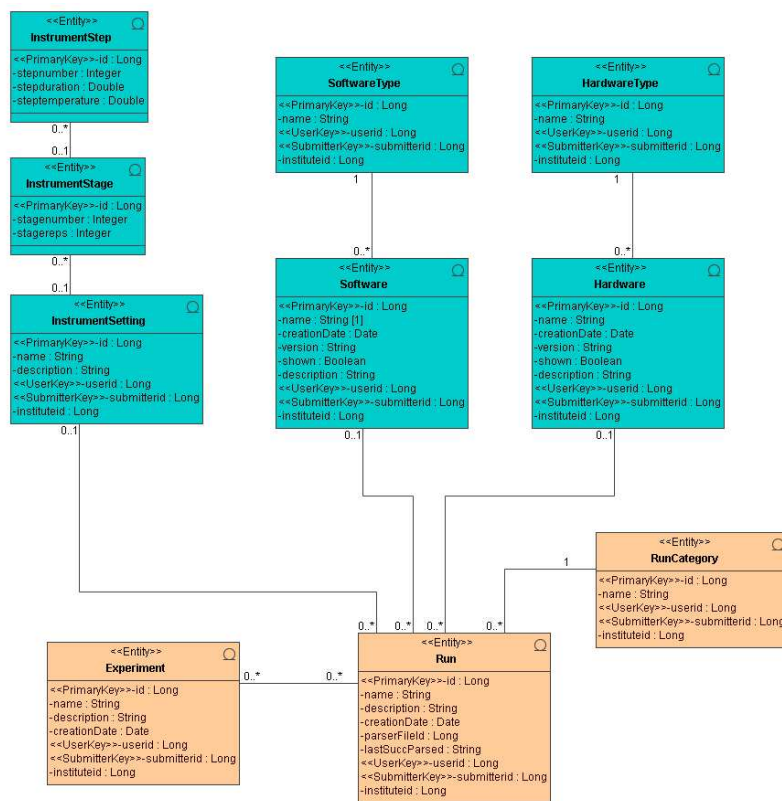 <<Entity>>
InstrumentStep
<<PrimaryKey>>-id : Long
-stepnumber : Integer
-stepduration : Double
-steptemperature : Double
0..*
0..1
<<Entity>>
InstrumentStage
<<PrimaryKey>>-id : Long
-stagenumber : Integer
-stagereps : Integer
0..*
0..1
<<Entity>>
InstrumentSetting
<<PrimaryKey>>-id : Long
-name : String
-description : String
<<UserKey>>-userid : Long
<<SubmitterKey>>-submitterid : Long
-instituteid : Long
0..1
<<Entity>>
SoftwareType
<<PrimaryKey>>-id : Long
-name : String
<<UserKey>>-userid : Long
<<SubmitterKey>>-submitterid : Long
-instituteid : Long
1
0..*
<<Entity>>
Software
<<PrimaryKey>>-id : Long
-name : String [1]
-creationDate : Date
-version : String
-shown : Boolean
-description : String
<<UserKey>>-userid : Long
<<SubmitterKey>>-submitterid : Long
-instituteid : Long
0..1
<<Entity>>
HardwareType
<<PrimaryKey>>-id : Long
-name : String
<<UserKey>>-userid : Long
<<SubmitterKey>>-submitterid : Long
-instituteid : Long
1
0..*
<<Entity>>
Hardware
<<PrimaryKey>>-id : Long
-name : String
-creationDate : Date
-version : String
-shown : Boolean
-description : String
<<UserKey>>-userid : Long
<<SubmitterKey>>-submitterid : Long
-instituteid : Long
0..1
<<Entity>>
RunCategory
<<PrimaryKey>>-id : Long
-name : String
<<UserKey>>-userid : Long
<<SubmitterKey>>-submitterid : Long
-instituteid : Long
1
0..* 0..* 0..* 0..*
<<Entity>>
Experiment
<<PrimaryKey>>-id : Long
-name : String
-description : String
-creationDate : Date
<<UserKey>>-userid : Long
<<SubmitterKey>>-submitterid : Long
-instituteid : Long
0..* 0..*
<<Entity>>
Run
<<PrimaryKey>>-id : Long
-name : String
-description : String
-creationDate : Date
-parserFileId : Long
-lastSuccParsed : String
<<UserKey>>-userid : Long
<<SubmitterKey>>-submitterid : Long
-instituteid : Long